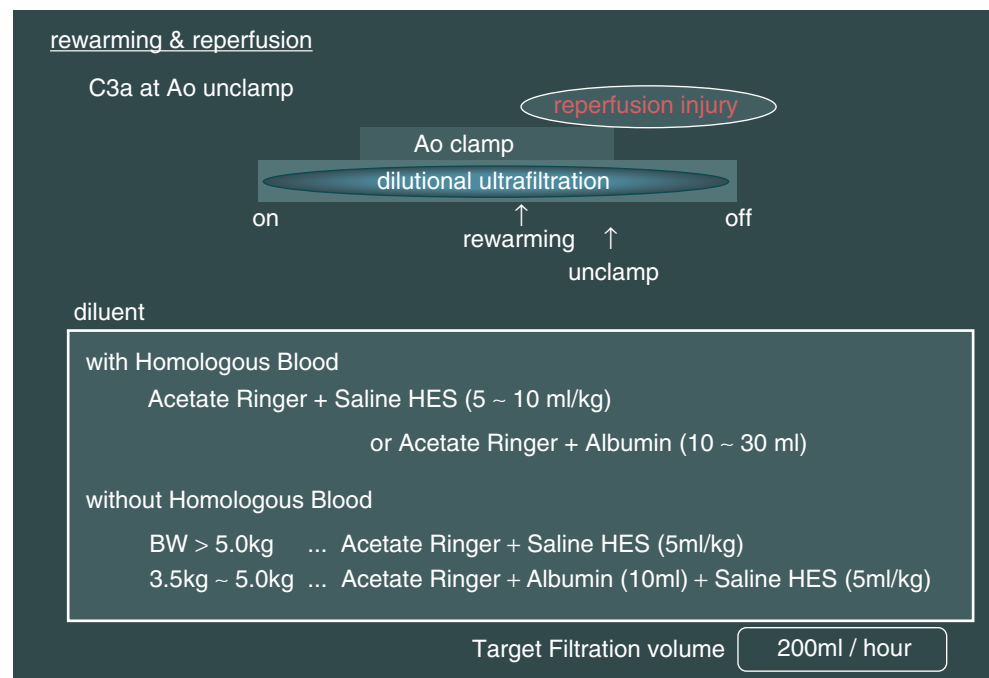 rewarming & reperfusion
C3a at Ao unclamp
reperfusion injury
Ao clamp
dilutional ultrafiltration
on ↑ off
rewarming ↑
unclamp
diluent
with Homologous Blood
Acetate Ringer + Saline HES (5 ~ 10 ml/kg)
or Acetate Ringer + Albumin (10 ~ 30 ml)
without Homologous Blood
BW > 5.0kg ... Acetate Ringer + Saline HES (5ml/kg)
3.5kg ~ 5.0kg ... Acetate Ringer + Albumin (10ml) + Saline HES (5ml/kg)
Target Filtration volume 200ml / hour